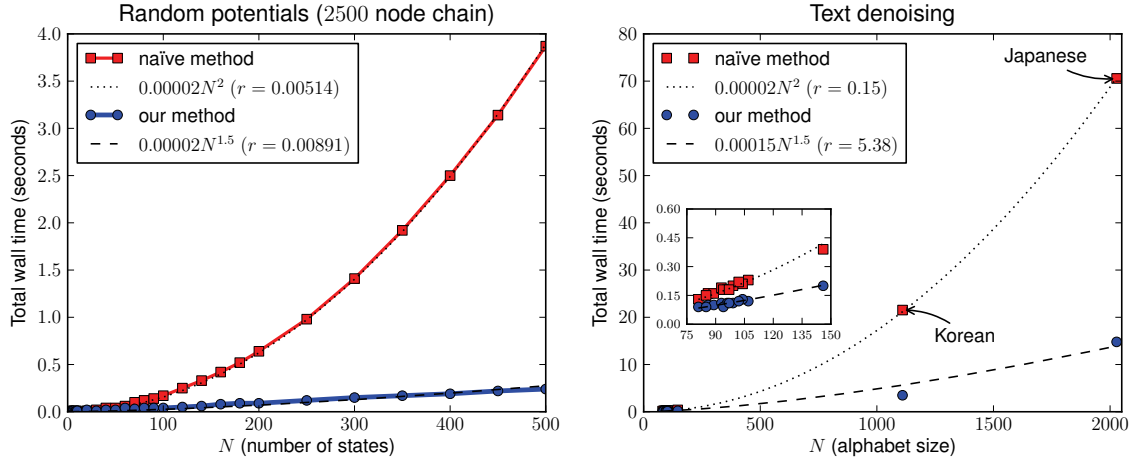 Random potentials (2500 node chain)
naïve method
0.00002N² (r = 0.00514)
our method
0.00002N^1.5 (r = 0.00891)
4.0
3.5
3.0
2.5
2.0
1.5
1.0
0.5
0.0
Total wall time (seconds)
0 100 200 300 400 500
N (number of states)
Text denoising
naïve method
0.00002N² (r = 0.15)
our method
0.00015N^1.5 (r = 5.38)
Japanese
Korean
80
70
60
50
40
30
20
10
0
Total wall time (seconds)
0.60
0.45
0.30
0.15
0.00
75 90 105 120 135 150
0 500 1000 1500 2000
N (alphabet size)